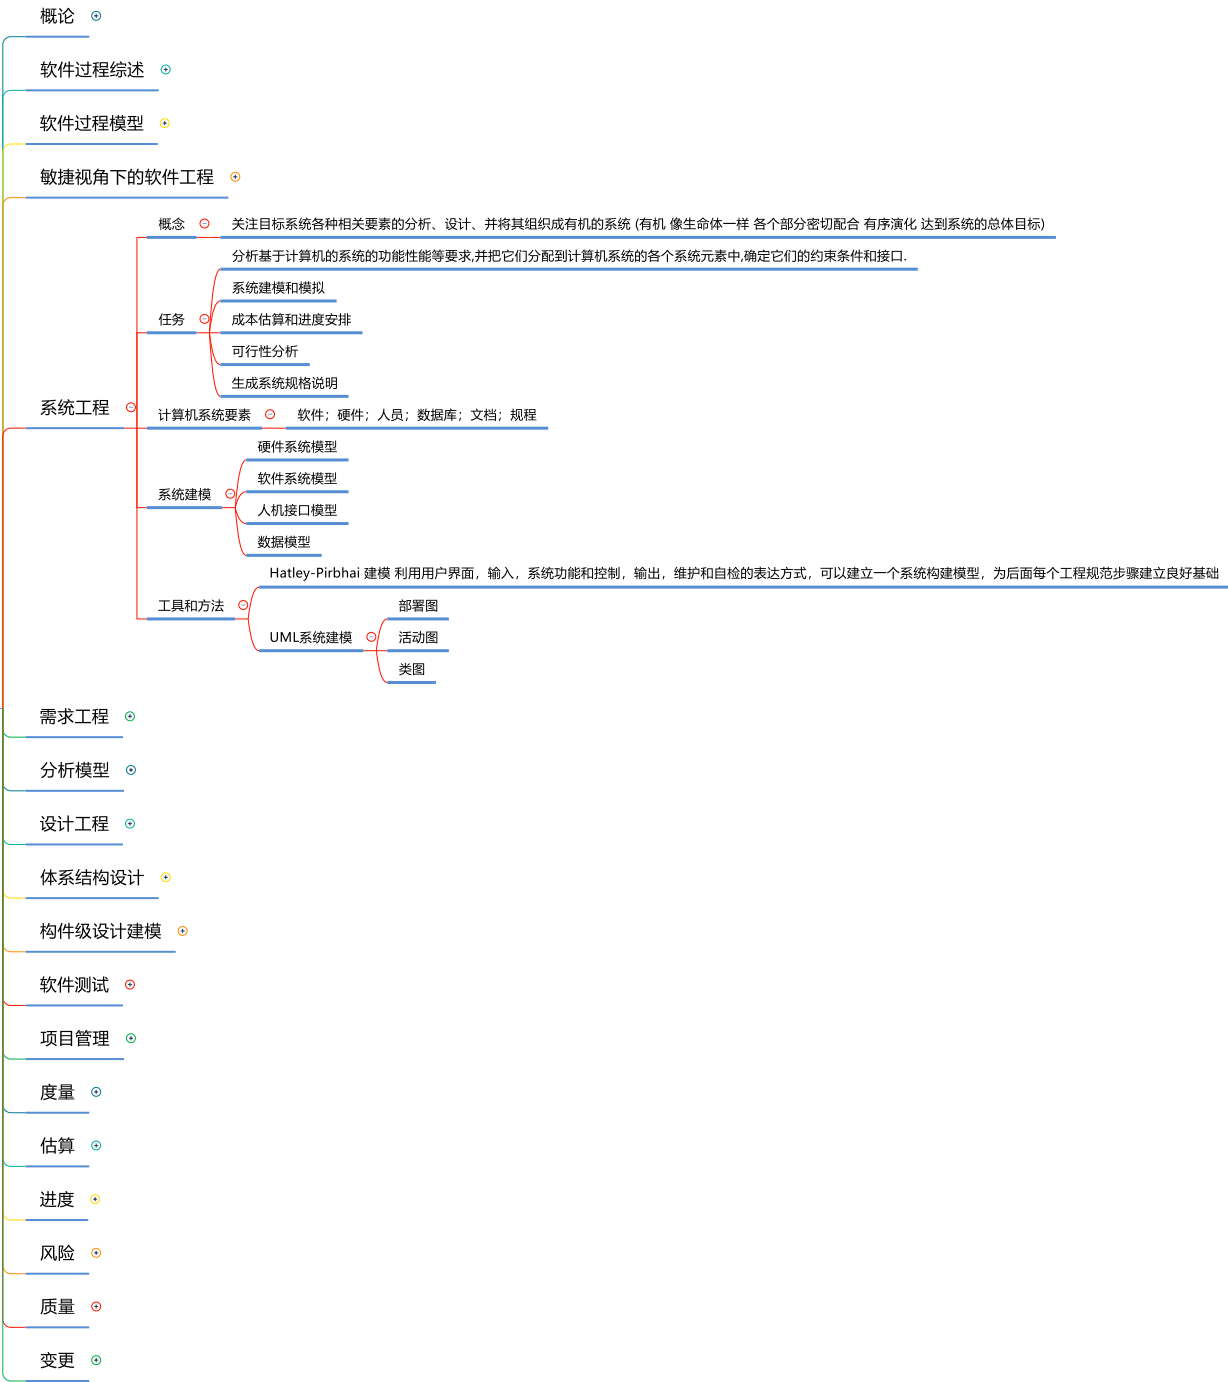 概论
软件过程综述
软件过程模型
敏捷视角下的软件工程
概念
关注目标系统各种相关要素的分析、设计、并将其组织成有机的系统 (有机 像生命体一样 各个部分密切配合 有序演化 达到系统的总体目标)
分析基于计算机的系统的功能性能等要求,并把它们分配到计算机系统的各个系统元素中,确定它们的约束条件和接口.
系统建模和模拟
任务
成本估算和进度安排
可行性分析
生成系统规格说明
系统工程
计算机系统要素
软件；硬件；人员；数据库；文档；规程
硬件系统模型
软件系统模型
系统建模
人机接口模型
数据模型
Hatley-Pirbhai 建模 利用用户界面，输入，系统功能和控制，输出，维护和自检的表达方式，可以建立一个系统构建模型，为后面每个工程规范步骤建立良好基础
工具和方法
部署图
UML系统建模
活动图
类图
需求工程
分析模型
设计工程
体系结构设计
构件级设计建模
软件测试
项目管理
度量
估算
进度
风险
质量
变更